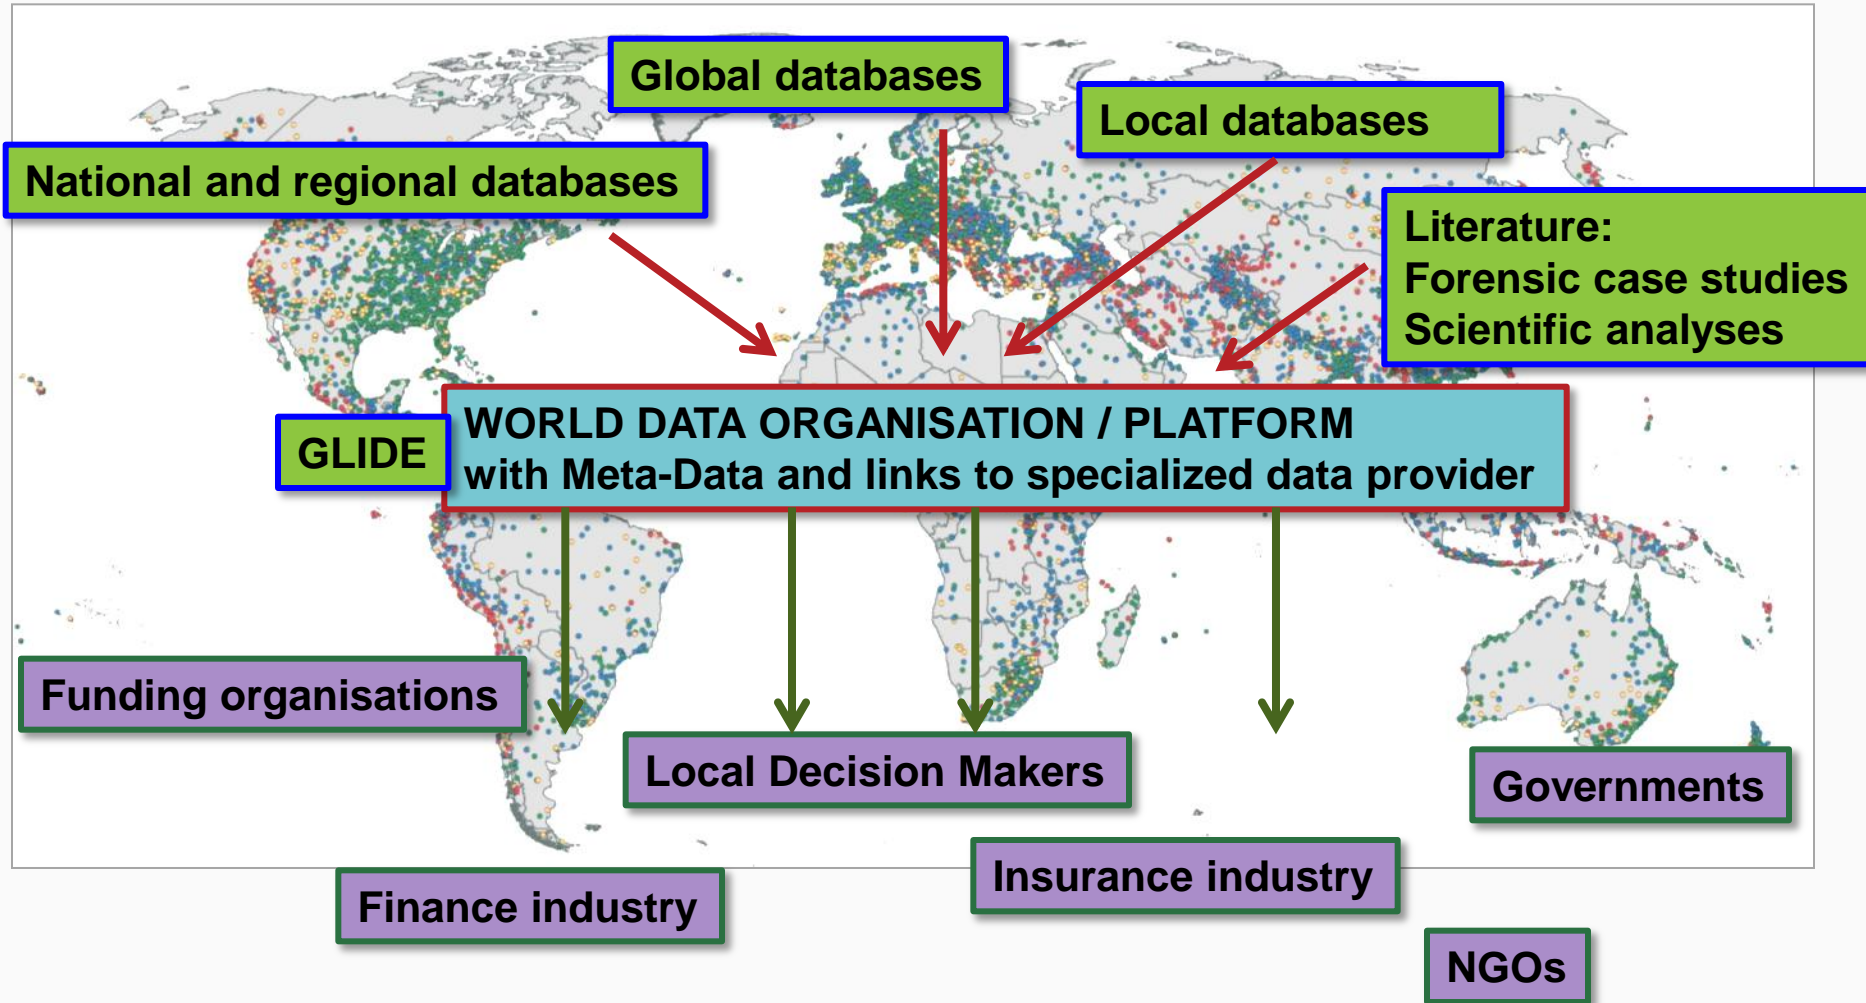 Global databases
Local databases
National and regional databases
Literature:
Forensic case studies
Scientific analyses
WORLD DATA ORGANISATION / PLATFORM
GLIDE
with Meta-Data and links to specialized data provider
Funding organisations
Local Decision Makers
Governments
Insurance industry
Finance industry
NGOs